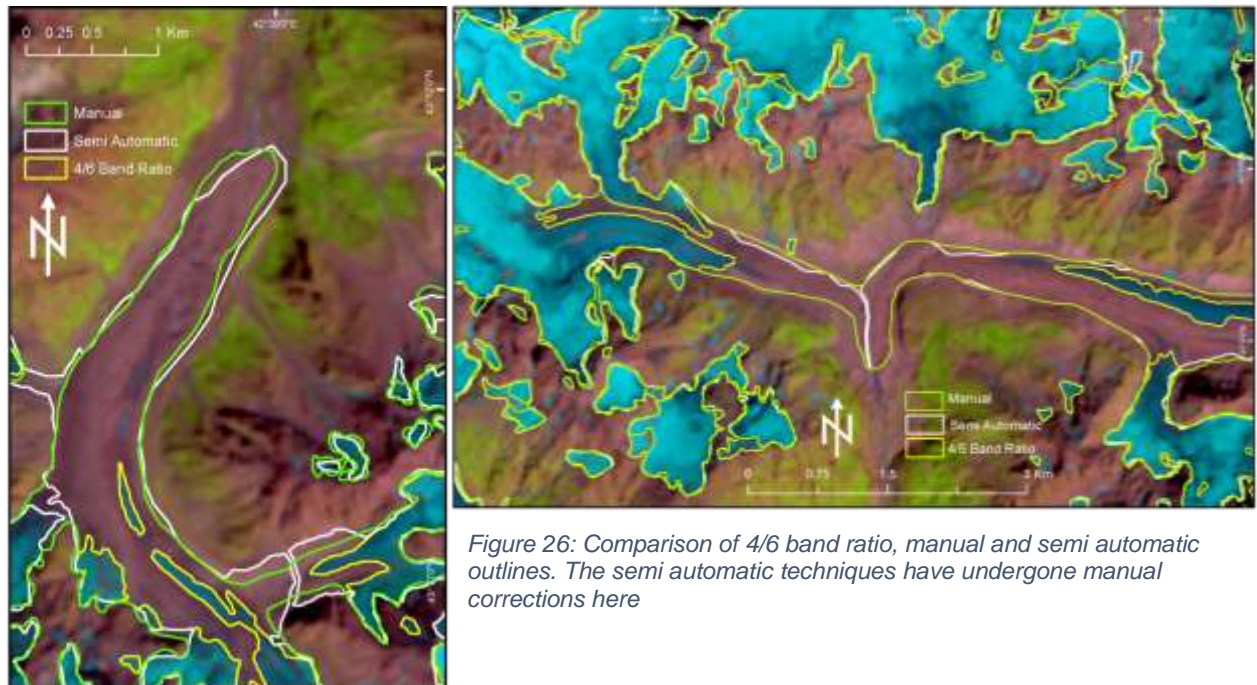 0 0.25 0.5 1 Km
Manual
Semi Automatic
4/6 Band Ratio
N
Manual
Semi Automatic
4/6 Band Ratio
N
0 0.75 1.5 3 Km
Figure 26: Comparison of 4/6 band ratio, manual and semi automatic
outlines. The semi automatic techniques have undergone manual
corrections here